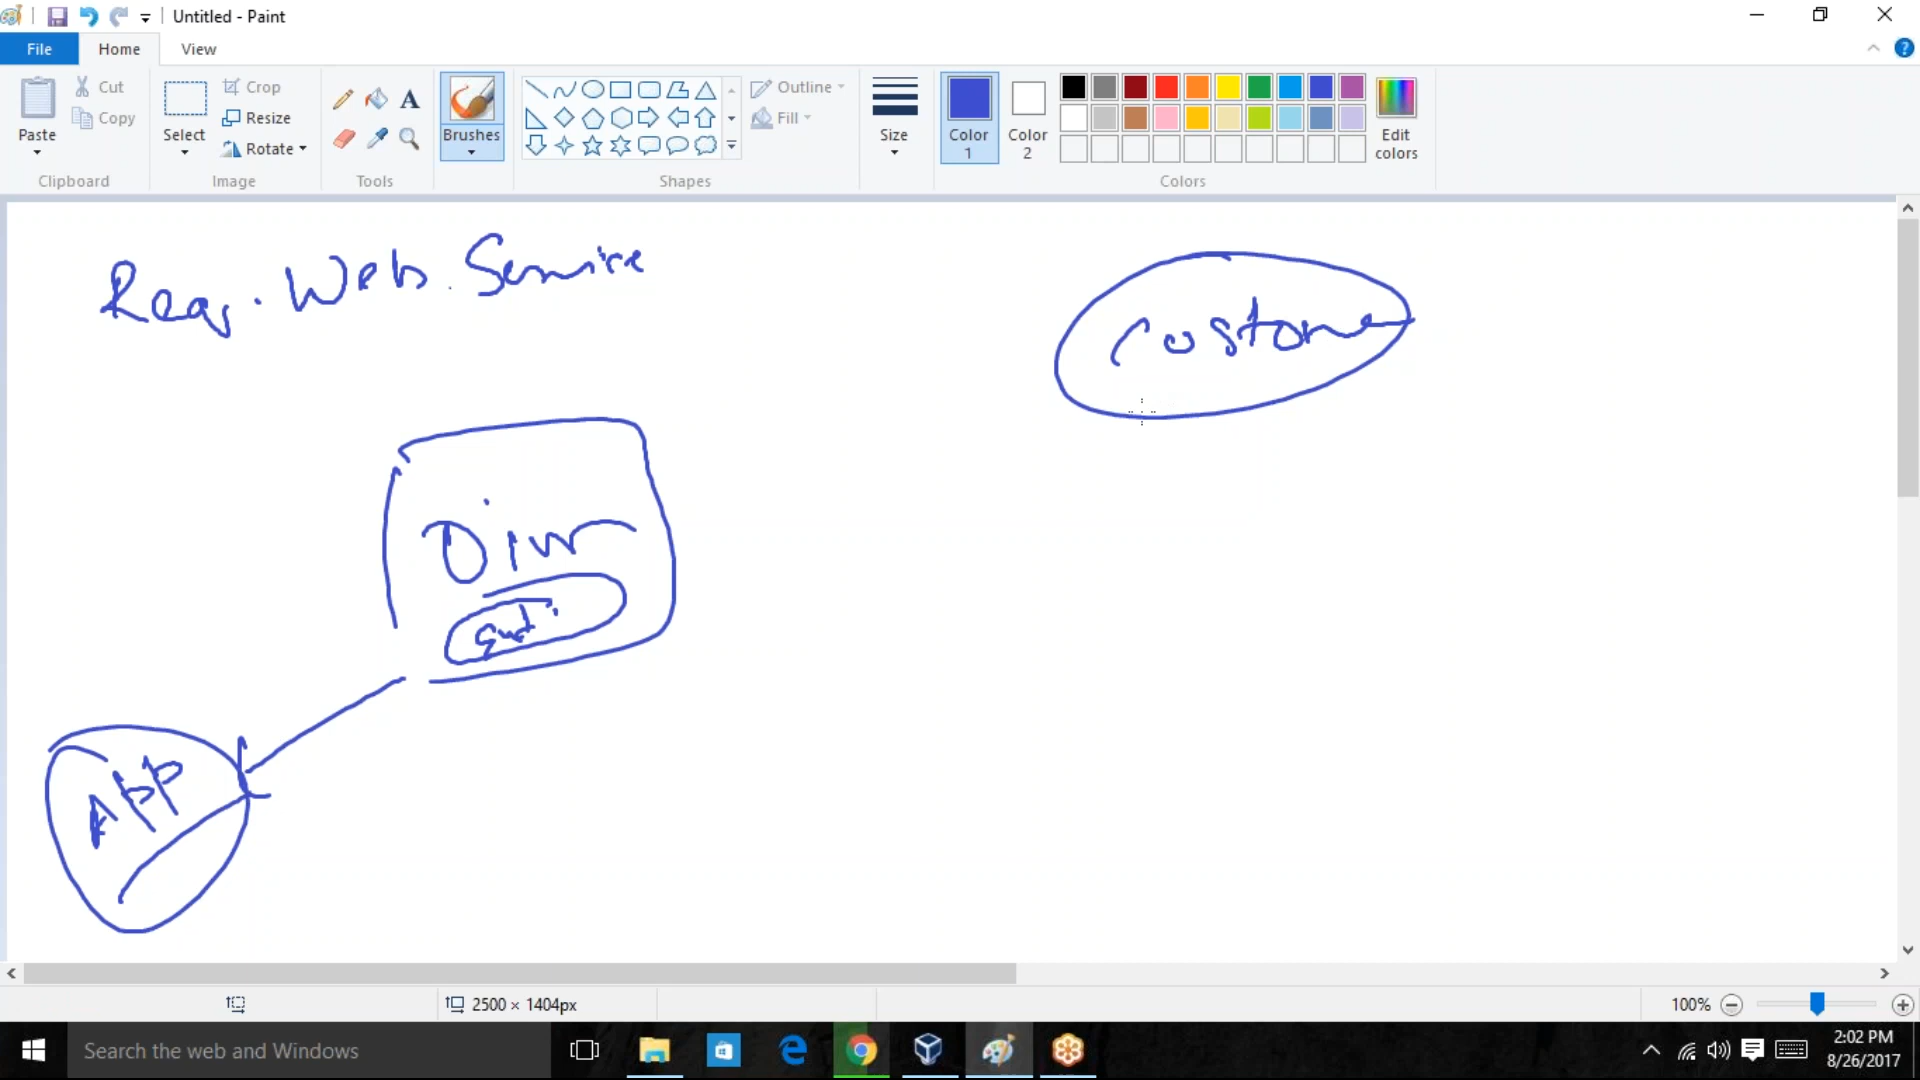 Untitled - Paint
File Home View
Paste
Cut
Copy
Clipboard
Select
Crop
Resize
Rotate
Image
Tools
Brushes
Shapes
Outline
Fill
Size
Color 1
Color 2
Edit colors
Colors
Req. Web. Service
Custome
App
2500 × 1404px
100%
Search the web and Windows
2:02 PM
8/26/2017